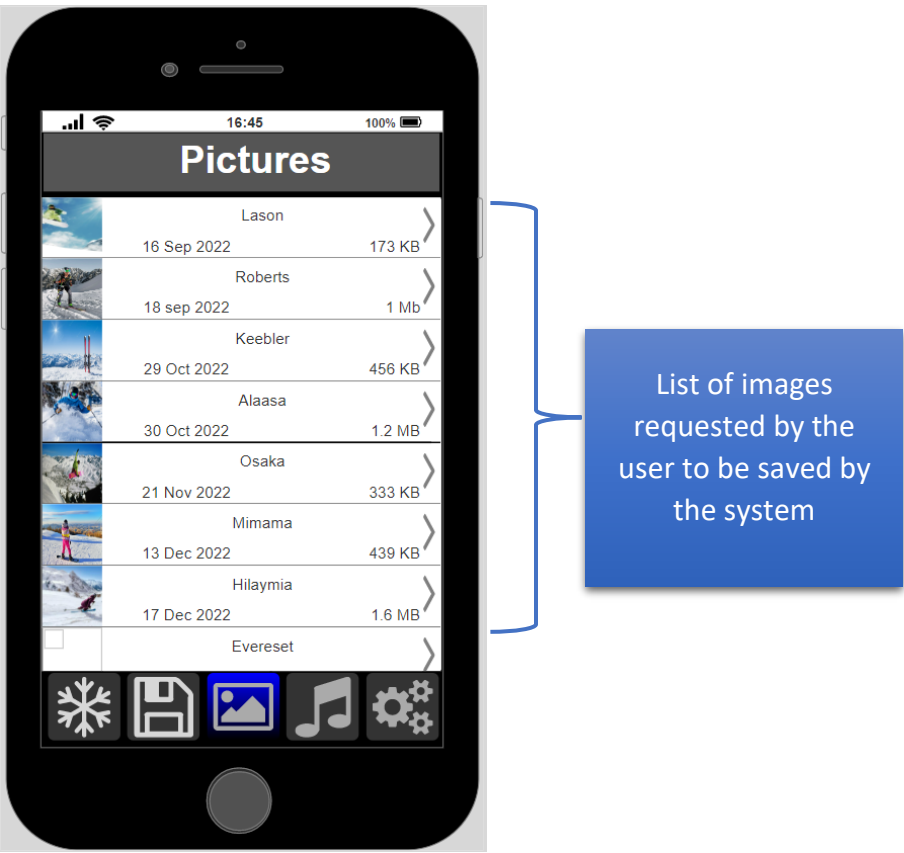 16:45
100%
Pictures
Lason
16 Sep 2022 173 KB
Roberts
18 sep 2022 1 Mb
Keebler
29 Oct 2022 456 KB
Alaasa
30 Oct 2022 1.2 MB
Osaka
21 Nov 2022 333 KB
Mimama
13 Dec 2022 439 KB
Hilaymia
17 Dec 2022 1.6 MB
Evereset
List of images
requested by the
user to be saved by
the system